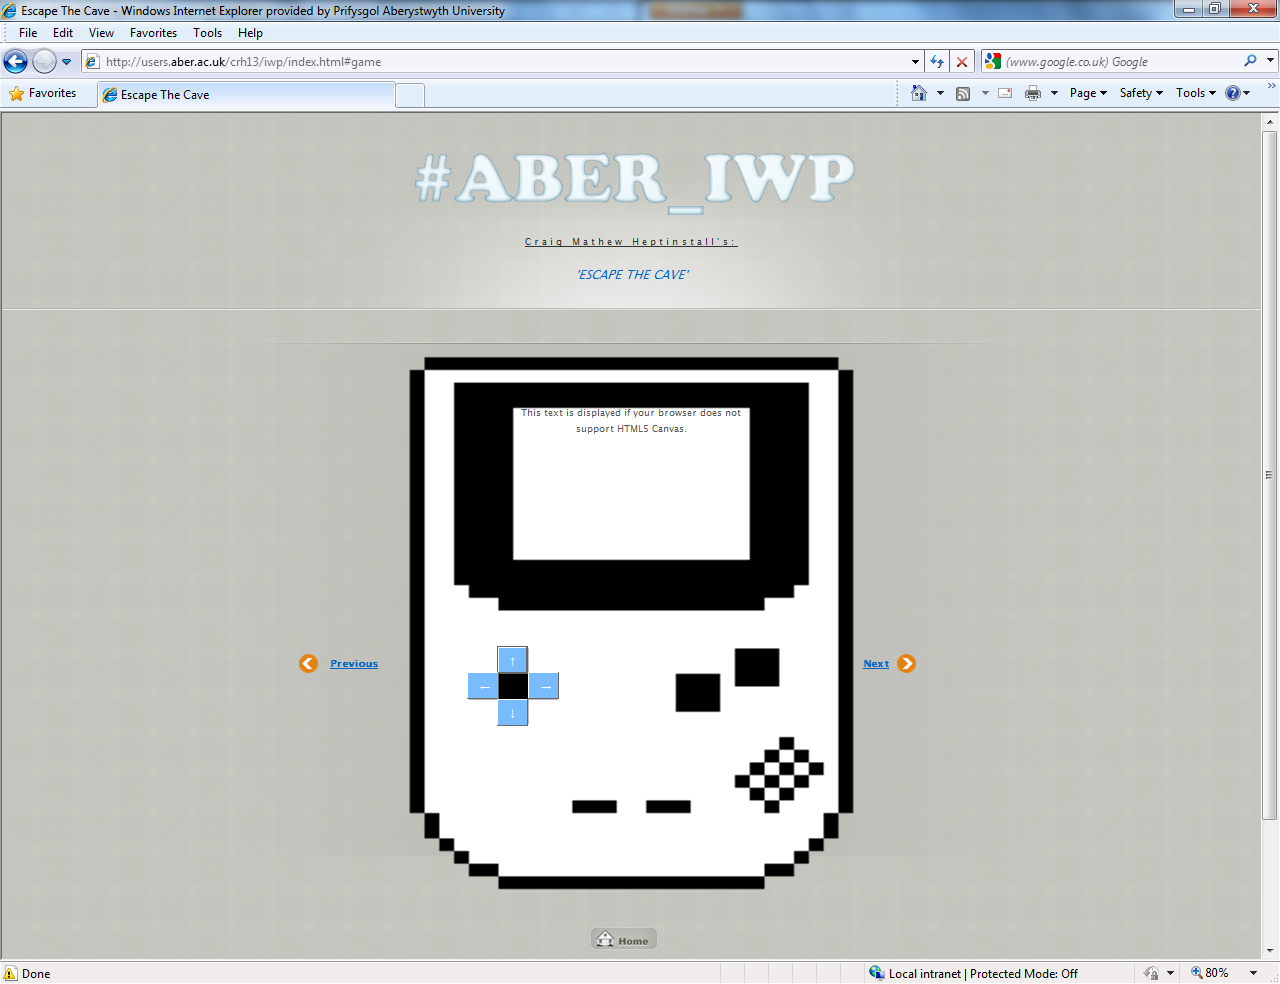 Escape The Cave - Windows Internet Explorer provided by Prifysgol Aberystwyth University
File Edit View Favorites Tools Help
http://users.aber.ac.uk/crh13/iwp/index.html#game
(www.google.co.uk) Google
Favorites
Escape The Cave
Page
Safety
Tools
#ABER_IWP
Craig Mathew Heptinstall's:
'ESCAPE THE CAVE'
This text is displayed if your browser does not
support HTML5 Canvas.
↑
← →
↓
Previous
Next
Home
Done
Local intranet | Protected Mode: Off
80%